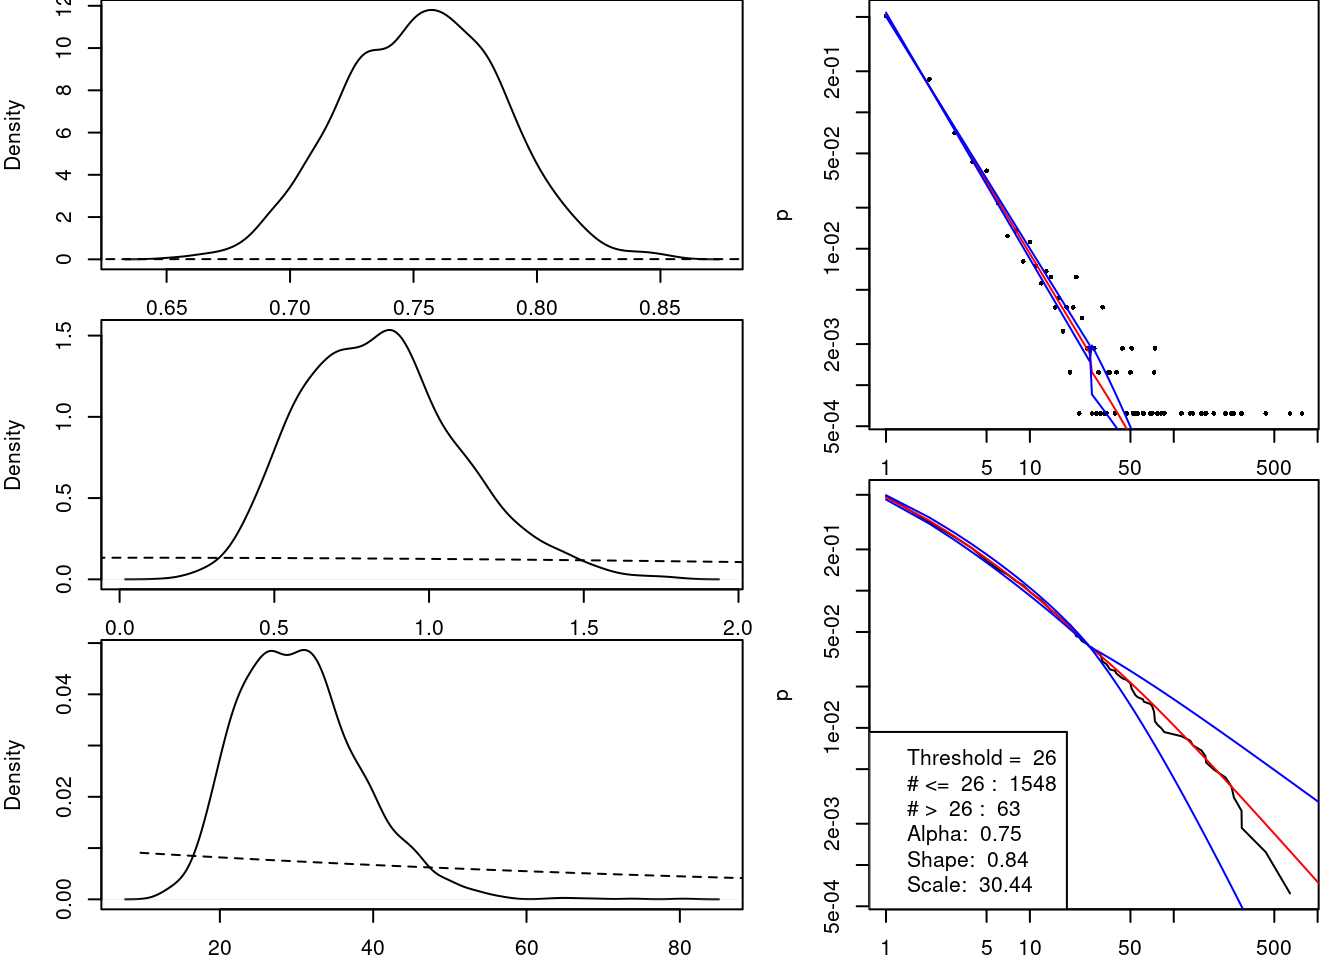 Density
0 2 4 6 8 10 12
0.65 0.70 0.75 0.80 0.85
Density
0.0 0.5 1.0 1.5
0.0 0.5 1.0 1.5 2.0
Density
0.00 0.02 0.04
20 40 60 80
p
5e-04 2e-03 1e-02 5e-02 2e-01
1 5 10 50 500
p
5e-04 2e-03 1e-02 5e-02 2e-01
Threshold = 26
# <= 26 : 1548
# > 26 : 63
Alpha: 0.75
Shape: 0.84
Scale: 30.44
1 5 10 50 500